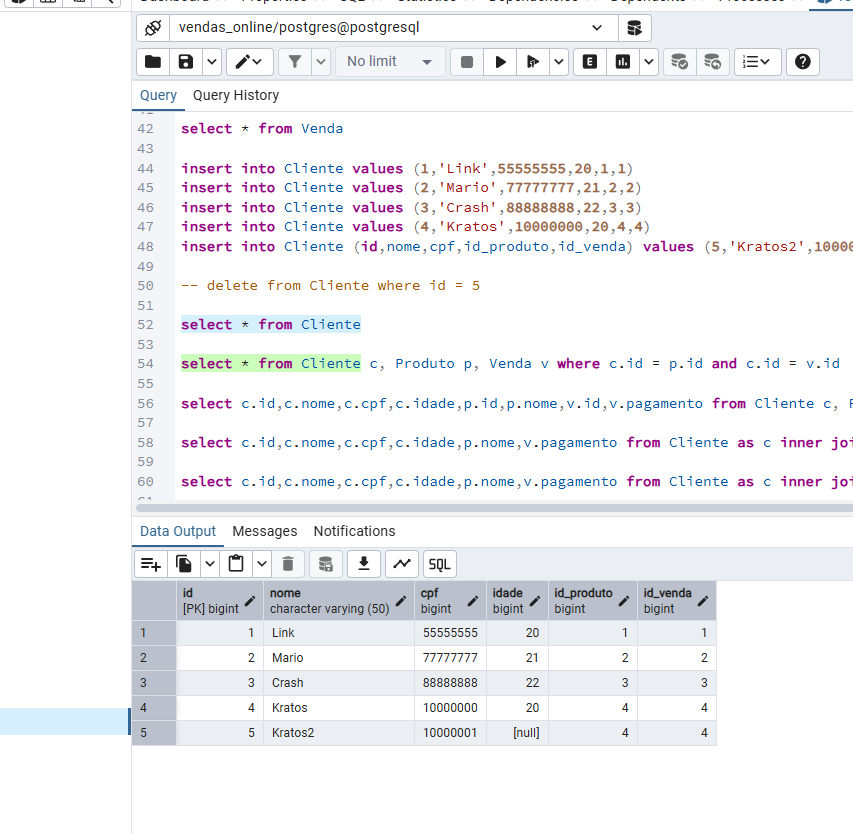 vendas_online/postgres@postgresql
No limit
Query Query History
42 select * from Venda
43
44 insert into Cliente values (1,'Link',55555555,20,1,1)
45 insert into Cliente values (2,'Mario',77777777,21,2,2)
46 insert into Cliente values (3,'Crash',88888888,22,3,3)
47 insert into Cliente values (4,'Kratos',10000000,20,4,4)
48 insert into Cliente (id,nome,cpf,id_produto,id_venda) values (5,'Kratos2',10000
49
50 -- delete from Cliente where id = 5
51
52 select * from Cliente
53
54 select * from Cliente c, Produto p, Venda v where c.id = p.id and c.id = v.id
55
56 select c.id,c.nome,c.cpf,c.idade,p.id,p.nome,v.id,v.pagamento from Cliente c,
57
58 select c.id,c.nome,c.cpf,c.idade,p.nome,v.pagamento from Cliente as c inner joi
59
60 select c.id,c.nome,c.cpf,c.idade,p.nome,v.pagamento from Cliente as c inner joi
Data Output Messages Notifications
SQL
id nome cpf idade id_produto id_venda
[PK] bigint character varying (50) bigint bigint bigint bigint
1 1 Link 55555555 20 1 1
2 2 Mario 77777777 21 2 2
3 3 Crash 88888888 22 3 3
4 4 Kratos 10000000 20 4 4
5 5 Kratos2 10000001 [null] 4 4